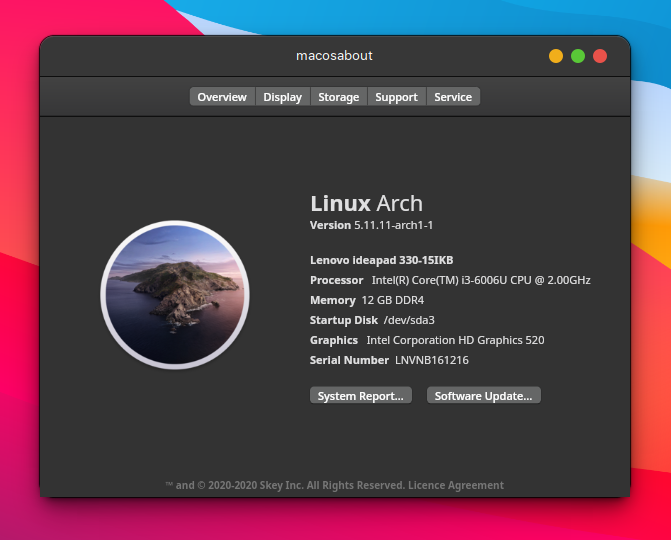 macosabout
Overview Display Storage Support Service
Linux Arch
Version 5.11.11-arch1-1
Lenovo ideapad 330-15IKB
Processor Intel(R) Core(TM) i3-6006U CPU @ 2.00GHz
Memory 12 GB DDR4
Startup Disk /dev/sda3
Graphics Intel Corporation HD Graphics 520
Serial Number LNVNB161216
System Report... Software Update...
™ and © 2020-2020 Skey Inc. All Rights Reserved. Licence Agreement